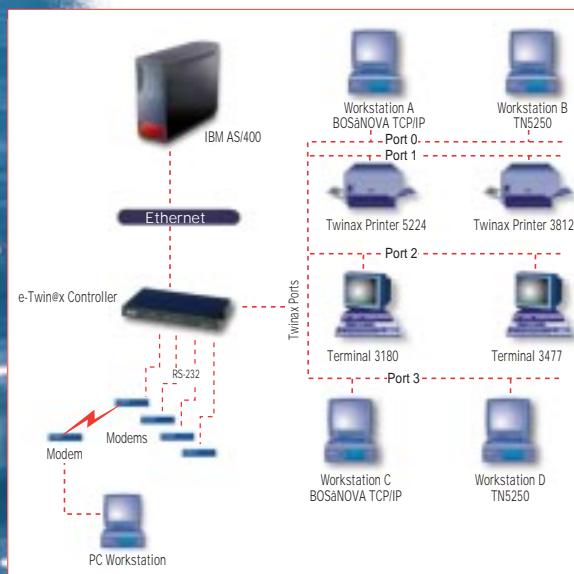 Workstation A
BOSâNOVA TCP/IP
Workstation B
TN5250
IBM AS/400
Port 0
Port 1
Ethernet
Twinax Printer 5224
Twinax Printer 3812
Port 2
e-Twin@x Controller
Twinax Ports
Terminal 3180
Terminal 3477
RS-232
Port 3
Modems
Modem
Workstation C
BOSâNOVA TCP/IP
Workstation D
TN5250
PC Workstation